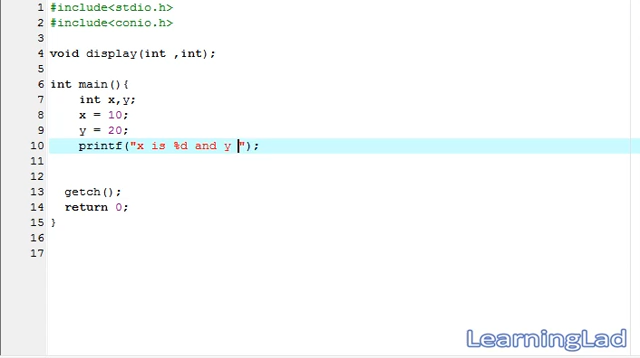 1 #include<stdio.h>
2 #include<conio.h>
3
4 void display(int ,int);
5
6 int main(){
7 int x,y;
8 x = 10;
9 y = 20;
10 printf("x is %d and y ");
11
12
13 getch();
14 return 0;
15 }
16
17
LearningLad